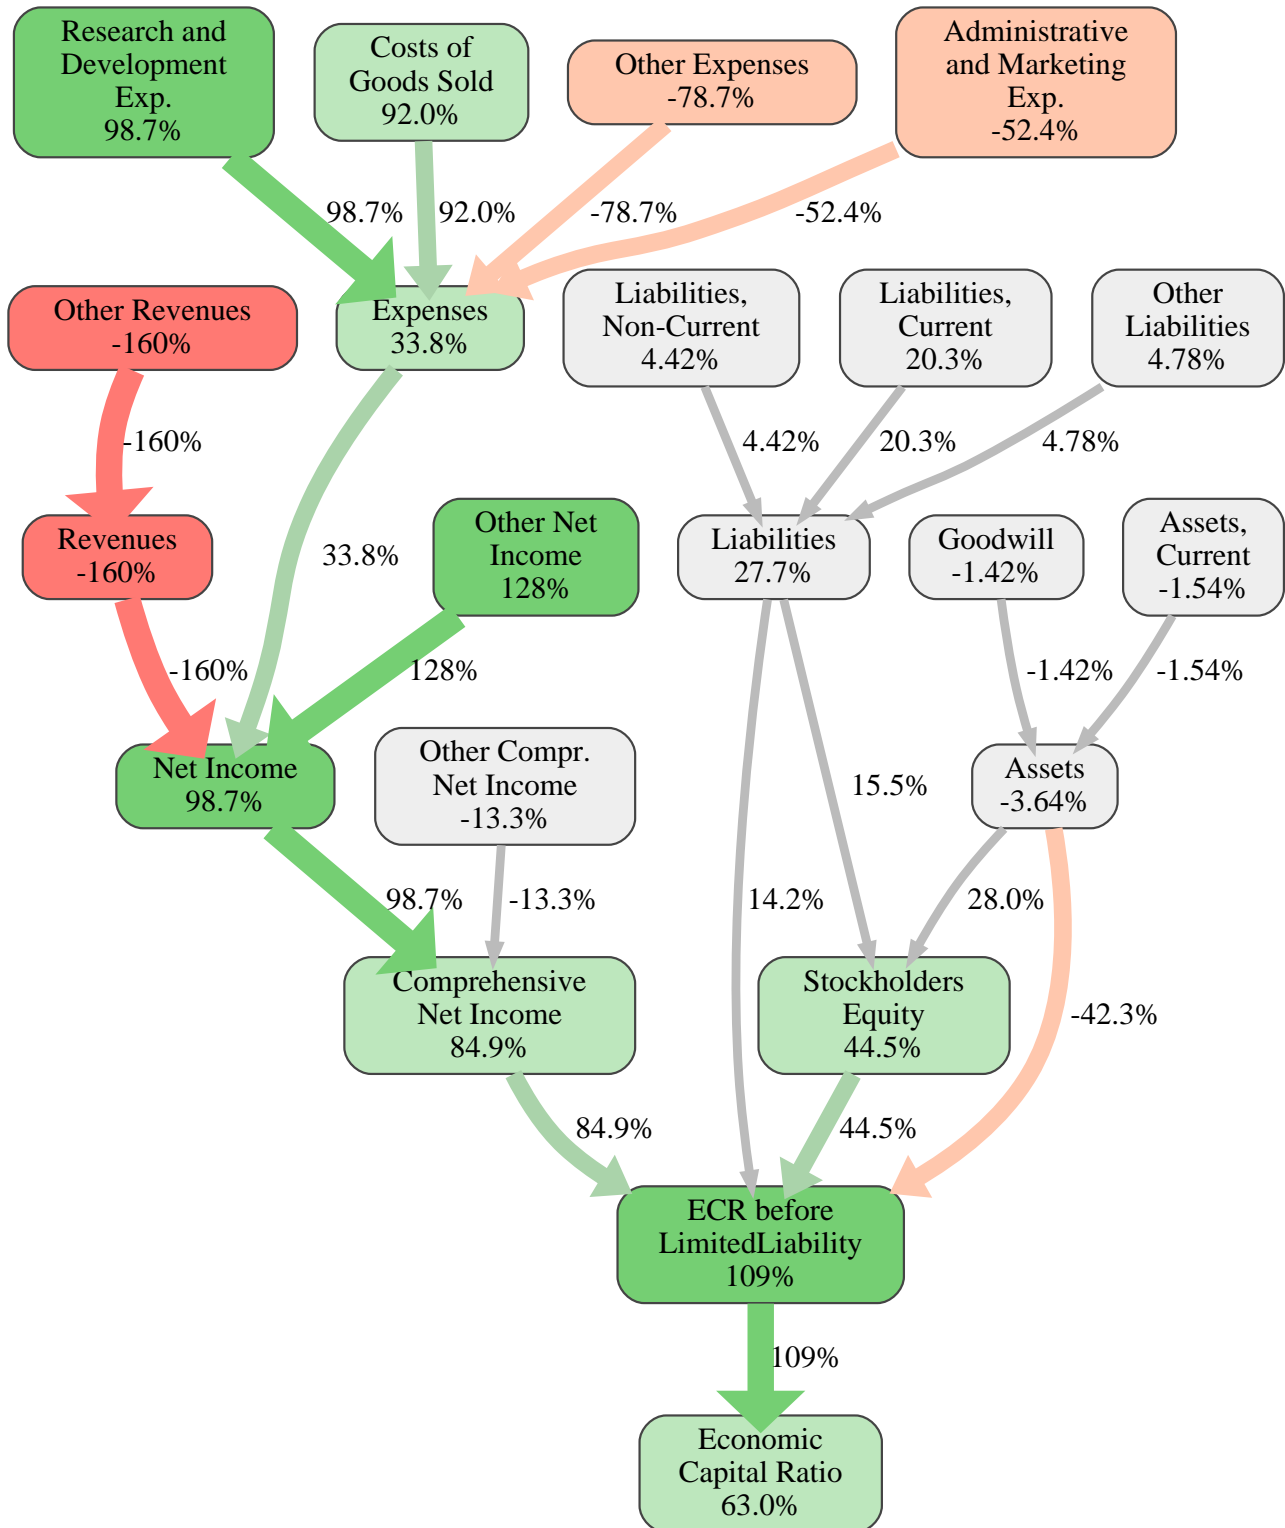 Research and
Development
Exp.
98.7%
Costs of
Goods Sold
92.0%
Other Expenses
-78.7%
Administrative
and Marketing
Exp.
-52.4%
98.7%
92.0%
-78.7%
-52.4%
Other Revenues
-160%
Expenses
33.8%
Liabilities,
Non-Current
4.42%
Liabilities,
Current
20.3%
Other
Liabilities
4.78%
-160%
4.42%
20.3%
4.78%
Revenues
-160%
33.8%
Other Net
Income
128%
Liabilities
27.7%
Goodwill
-1.42%
Assets,
Current
-1.54%
-160%
128%
-1.42%
-1.54%
Net Income
98.7%
Other Compr.
Net Income
-13.3%
15.5%
Assets
-3.64%
98.7%
-13.3%
14.2%
28.0%
Comprehensive
Net Income
84.9%
Stockholders
Equity
44.5%
-42.3%
84.9%
44.5%
ECR before
LimitedLiability
109%
109%
Economic
Capital Ratio
63.0%